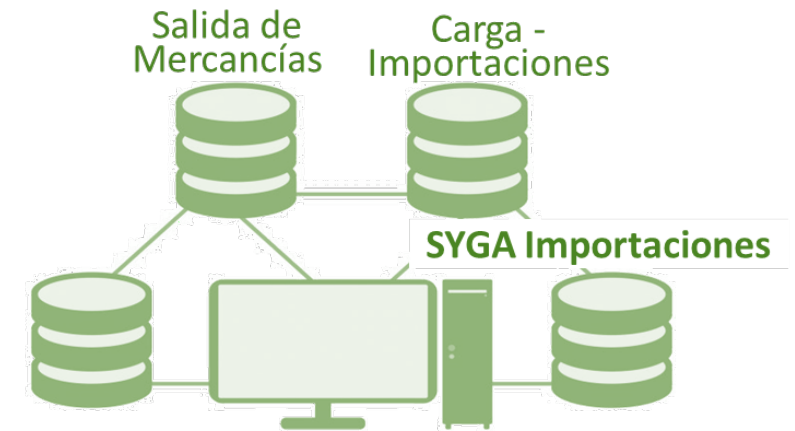 Salida de
Mercancías
Carga -
Importaciones
SYGA Importaciones